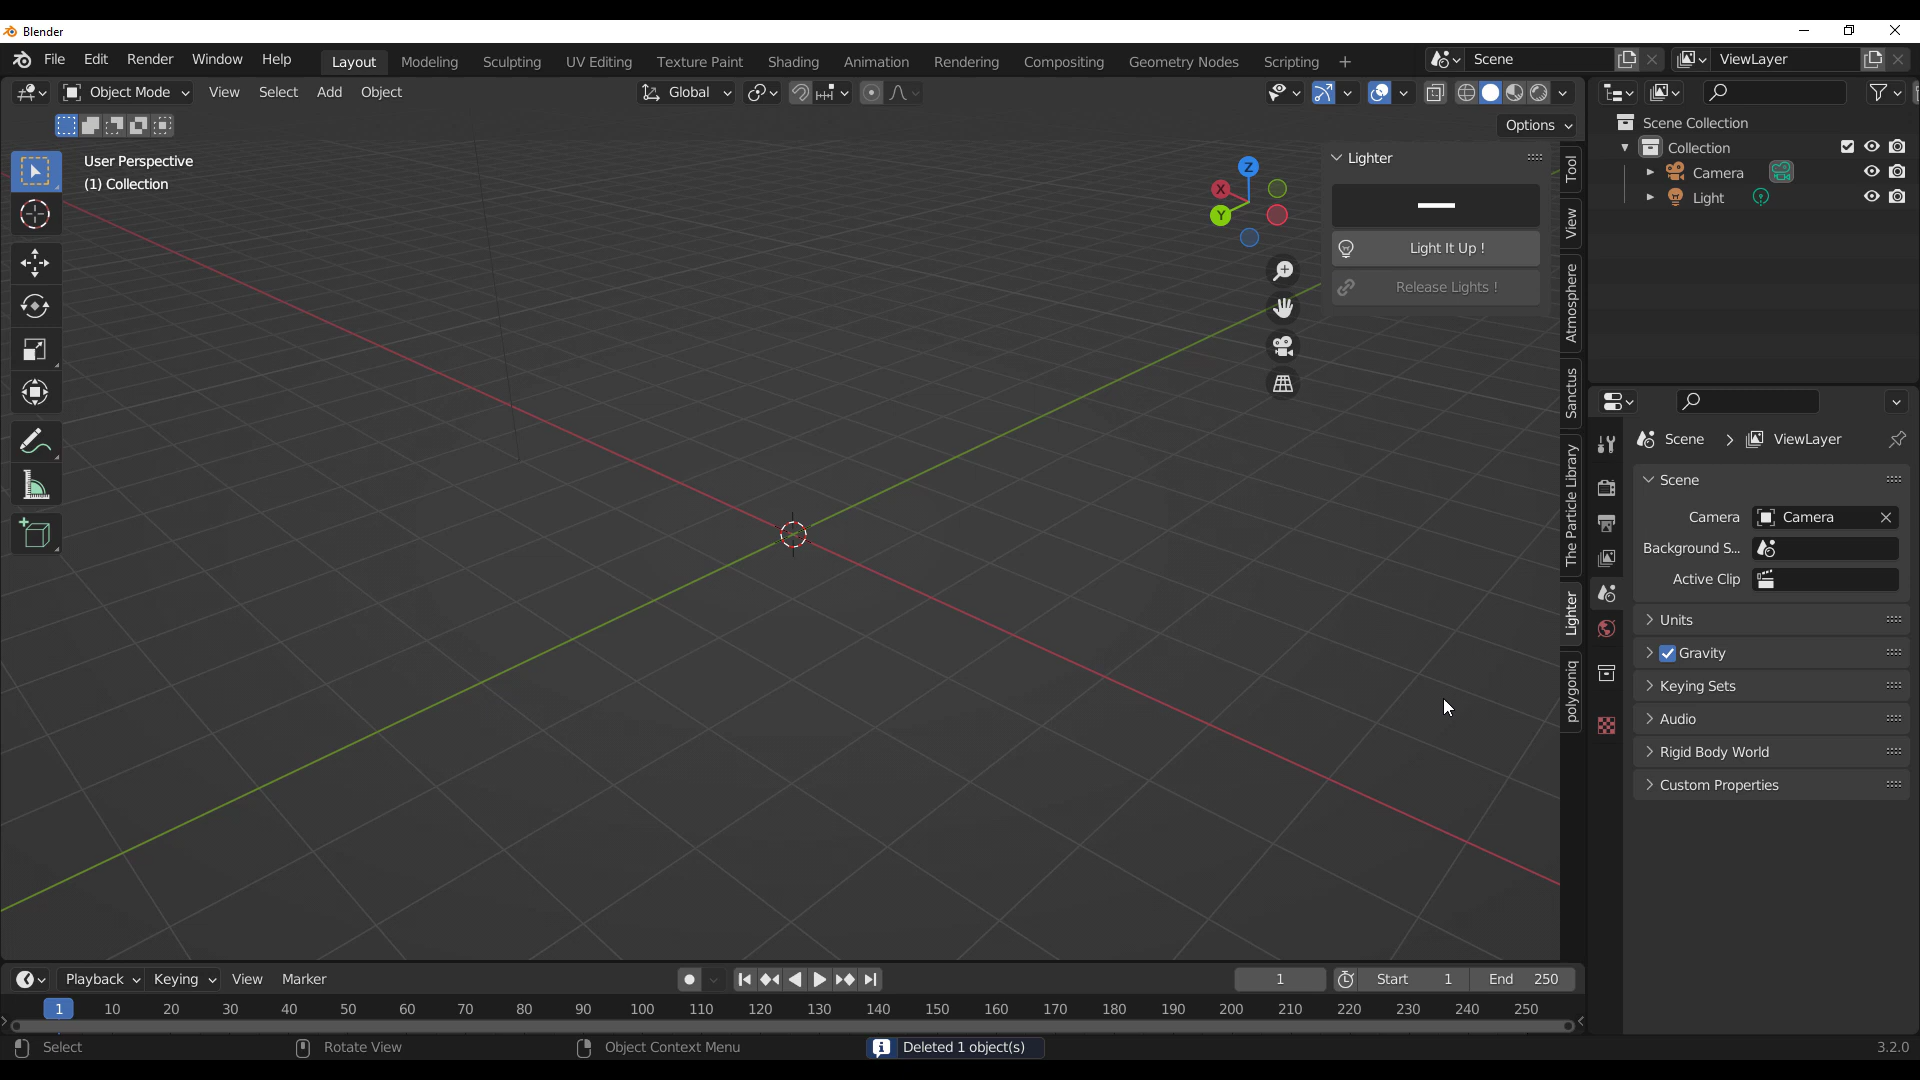 Blender
File Edit Render Window Help Layout Modeling Sculpting UV Editing Texture Paint Shading Animation Rendering Compositing Geometry Nodes Scripting + Scene ViewLayer
Object Mode View Select Add Object Global
Options
User Perspective
(1) Collection
X
Y
Z
Lighter
Light It Up !
Release Lights !
Tool
View
Atmosphere
Sanctus
The Particle Library
Lighter
polygoniq
Scene Collection
Collection
Camera
Light
Scene > ViewLayer
Scene
Camera Camera
Background S...
Active Clip
Units
Gravity
Keying Sets
Audio
Rigid Body World
Custom Properties
Playback Keying View Marker 1 Start 1 End 250
1 10 20 30 40 50 60 70 80 90 100 110 120 130 140 150 160 170 180 190 200 210 220 230 240 250
Select Rotate View Object Context Menu Deleted 1 object(s) 3.2.0